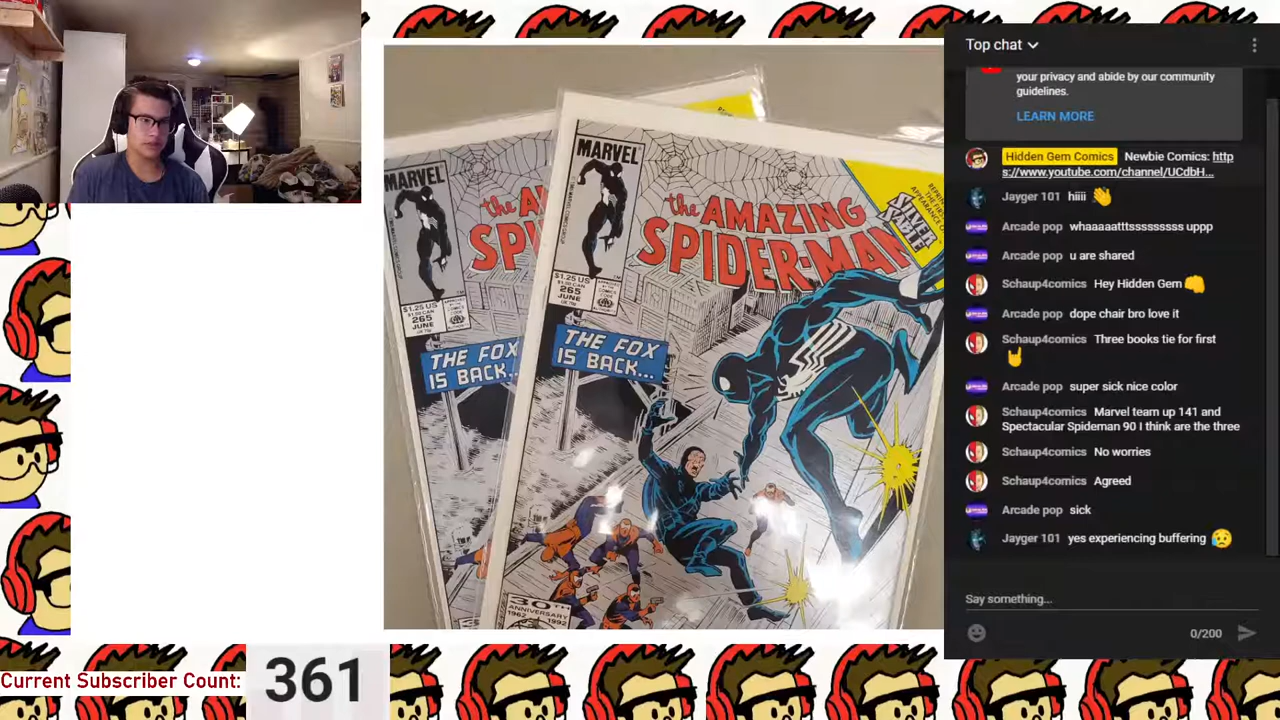 MARVEL
the AM
SP
$1.25 US
265
JUNE
THE FOX
IS BACK..
MARVEL
the AMAZING
SPIDER-MAN
SILVER
SABLE
$1.25 US
265
JUNE
THE FOX
IS BACK...
30TH
ANNIVERSARY
1962 1992
Top chat
your privacy and abide by our community
guidelines.
LEARN MORE
Hidden Gem Comics Newbie Comics: http
s://www.youtube.com/channel/UCdbH...
Jayger 101 hiiii
Arcade pop whaaaaatttsssssssss uppp
Arcade pop u are shared
Schaup4comics Hey Hidden Gem
Arcade pop dope chair bro love it
Schaup4comics Three books tie for first
Arcade pop super sick nice color
Schaup4comics Marvel team up 141 and
Spectacular Spideman 90 I think are the three
Schaup4comics No worries
Schaup4comics Agreed
Arcade pop sick
Jayger 101 yes experiencing buffering
Say something...
0/200
Current Subscriber Count: 361